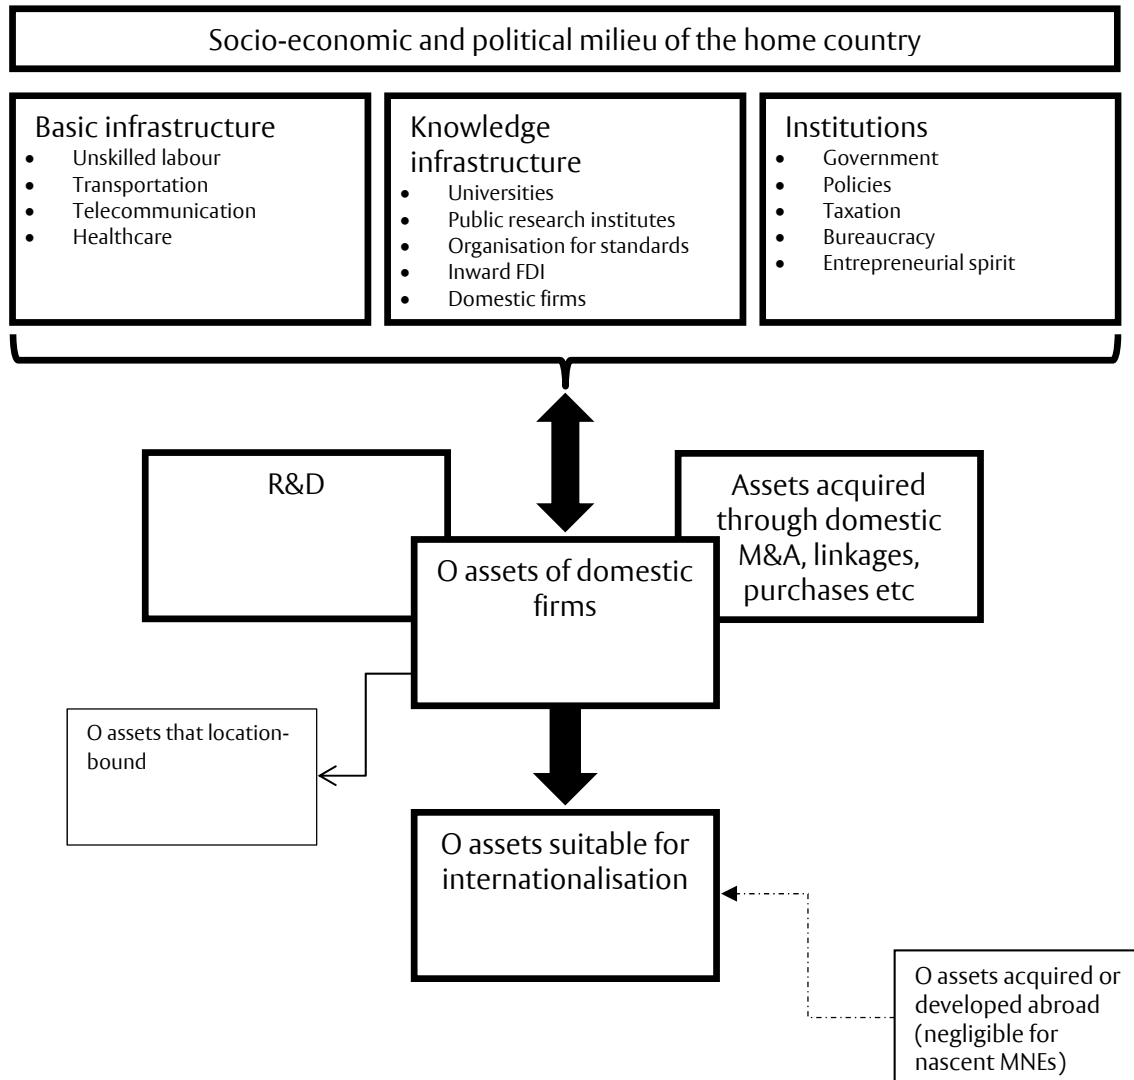 Socio-economic and political milieu of the home country
Basic infrastructure
• Unskilled labour
• Transportation
• Telecommunication
• Healthcare
Knowledge
infrastructure
• Universities
• Public research institutes
• Organisation for standards
• Inward FDI
• Domestic firms
Institutions
• Government
• Policies
• Taxation
• Bureaucracy
• Entrepreneurial spirit
R&D
Assets acquired
through domestic
M&A, linkages,
purchases etc
O assets of domestic
firms
O assets that location-
bound
O assets suitable for
internationalisation
O assets acquired or
developed abroad
(negligible for
nascent MNEs)